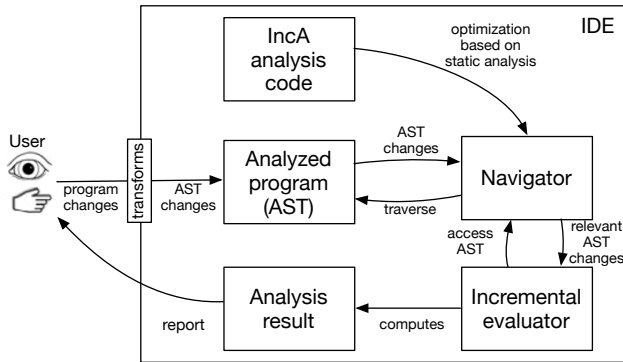 IDE
IncA
analysis
code
optimization
based on
static analysis
User
program
changes
transforms
AST
changes
Analyzed
program
(AST)
AST
changes
traverse
Navigator
access
AST
relevant
AST
changes
report
Analysis
result
computes
Incremental
evaluator